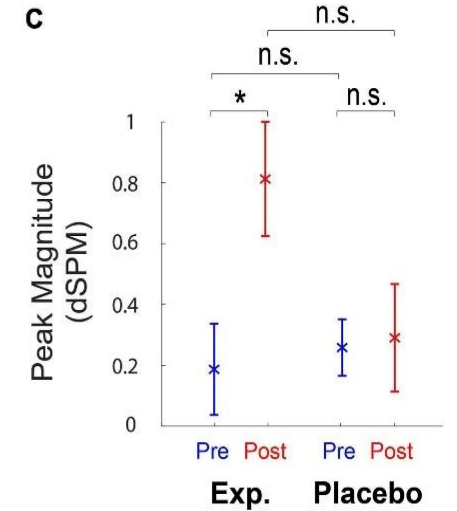 C
n.s.
n.s.
* n.s.
1
0.8
0.6
0.4
0.2
0
Peak Magnitude
(dSPM)
Pre Post Pre Post
Exp. Placebo